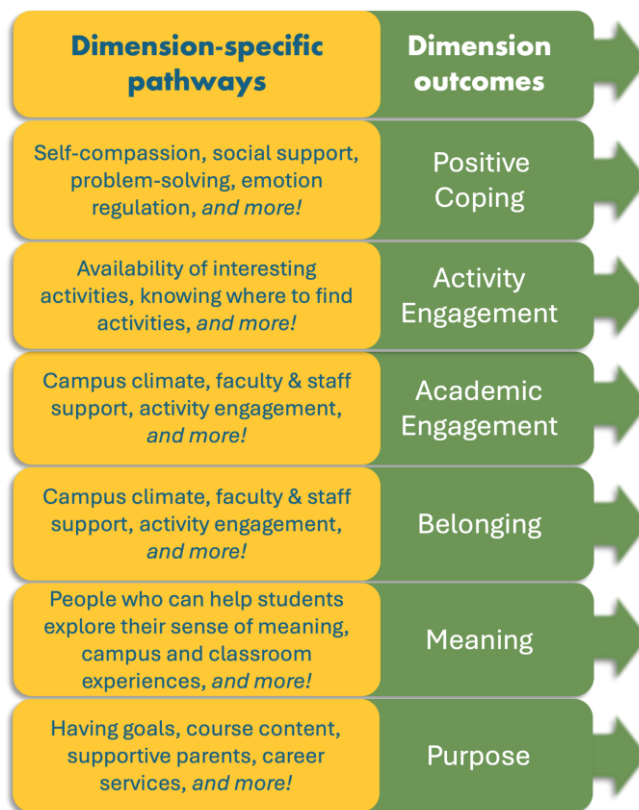 Dimension-specific
pathways
Dimension
outcomes
Self-compassion, social support,
problem-solving, emotion
regulation, and more!
Positive
Coping
Availability of interesting
activities, knowing where to find
activities, and more!
Activity
Engagement
Campus climate, faculty & staff
support, activity engagement,
and more!
Academic
Engagement
Campus climate, faculty & staff
support, activity engagement,
and more!
Belonging
People who can help students
explore their sense of meaning,
campus and classroom
experiences, and more!
Meaning
Having goals, course content,
supportive parents, career
services, and more!
Purpose